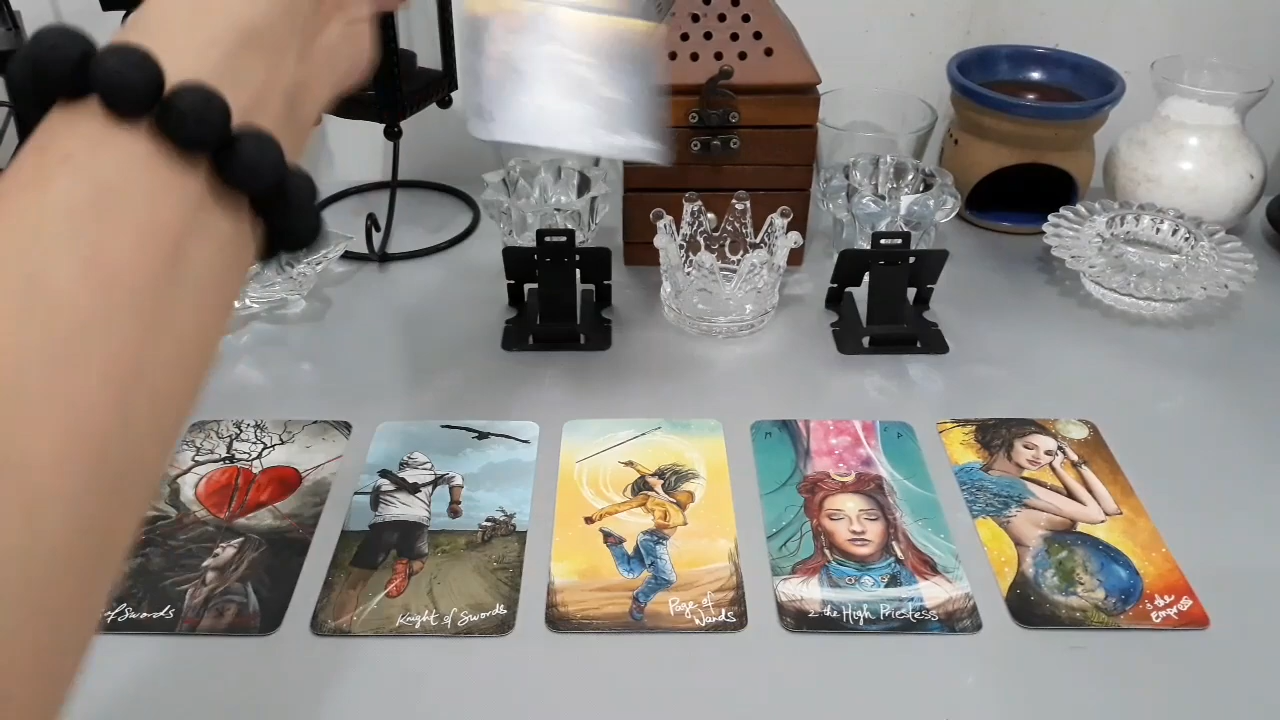 of Swords
Knight of Swords
Page of
Wands
2-the High Priestess
3-the
Empress